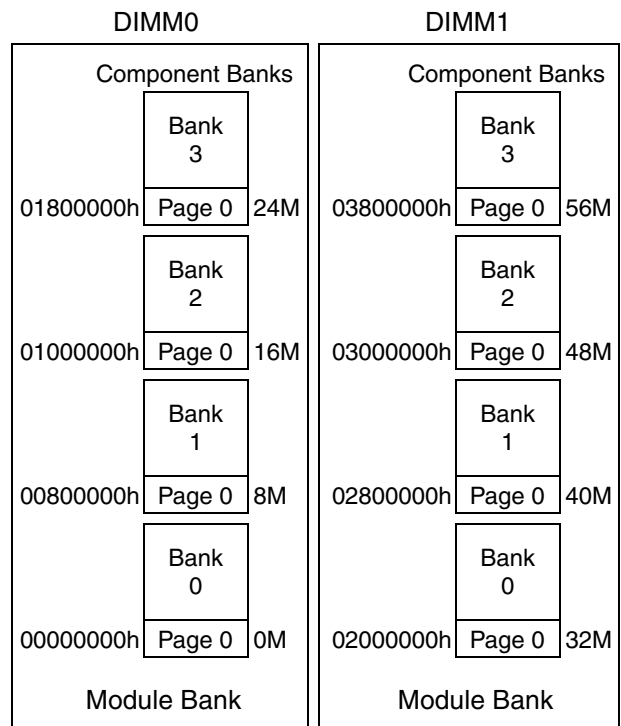 DIMM0
Component Banks
Bank
3
01800000h Page 0 24M
Bank
2
01000000h Page 0 16M
Bank
1
00800000h Page 0 8M
Bank
0
00000000h Page 0 0M
Module Bank
DIMM1
Component Banks
Bank
3
03800000h Page 0 56M
Bank
2
03000000h Page 0 48M
Bank
1
02800000h Page 0 40M
Bank
0
02000000h Page 0 32M
Module Bank